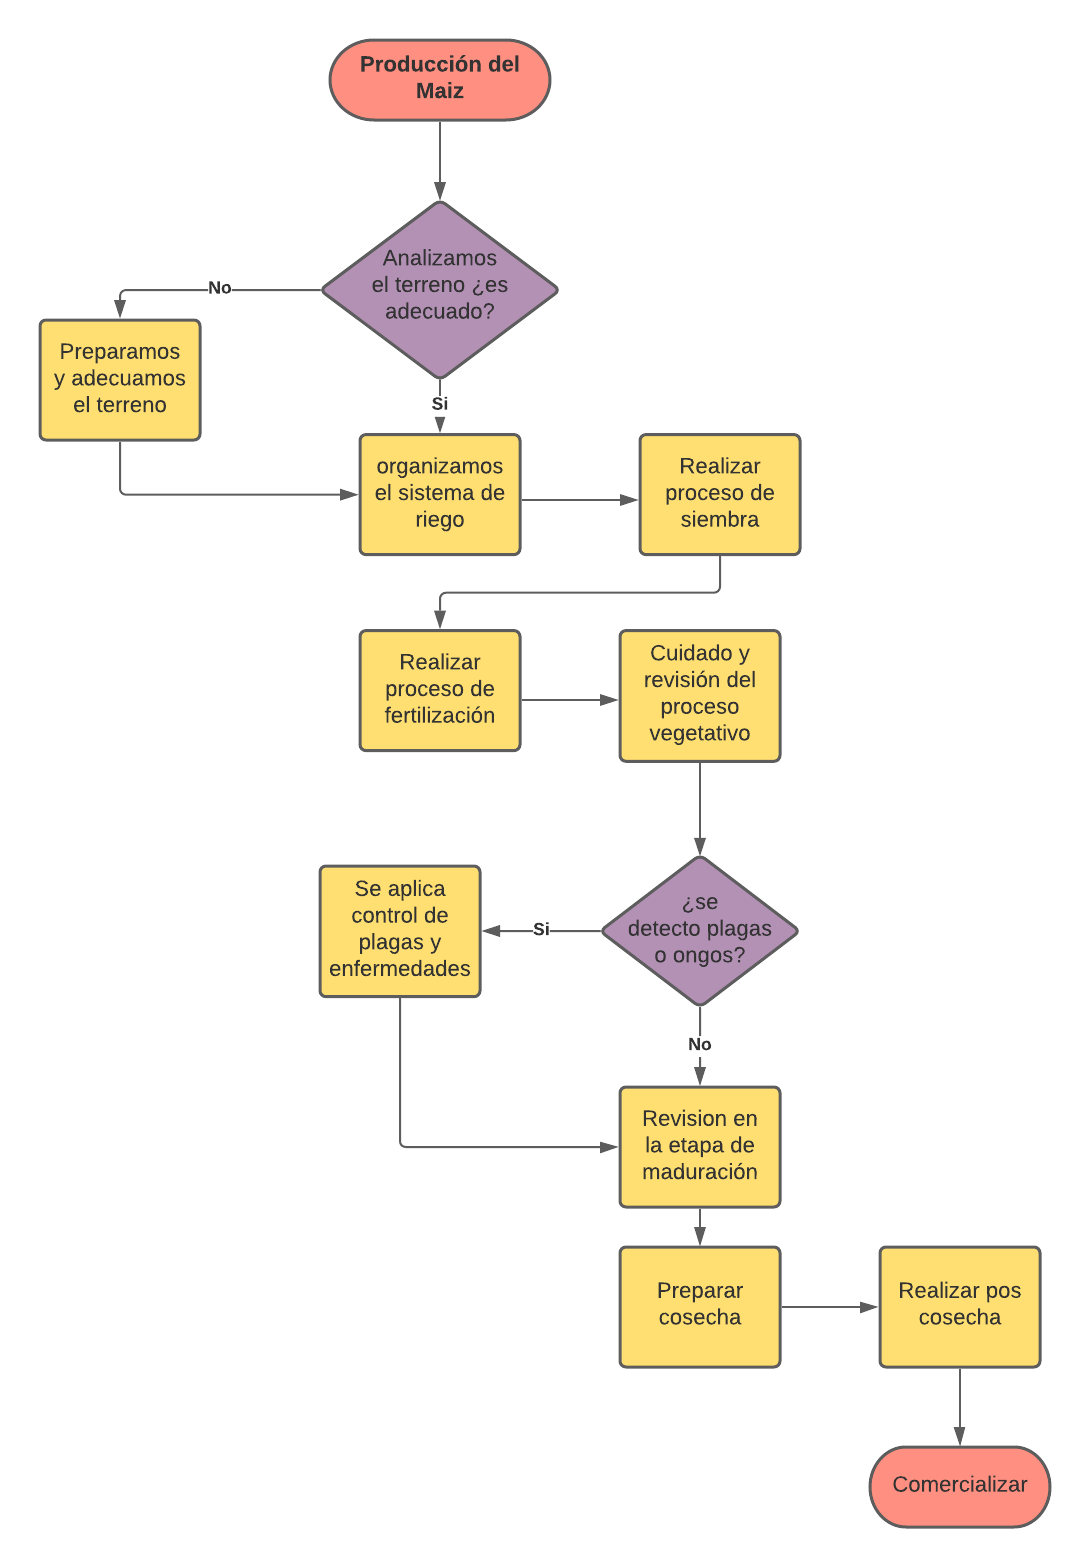 Producción del
Maiz
Analizamos
el terreno ¿es
adecuado?
No
Preparamos
y adecuamos
el terreno
Si
organizamos
el sistema de
riego
Realizar
proceso de
siembra
Realizar
proceso de
fertilización
Cuidado y
revisión del
proceso
vegetativo
¿se
detecto plagas
o ongos?
Si
Se aplica
control de
plagas y
enfermedades
No
Revision en
la etapa de
maduración
Preparar
cosecha
Realizar pos
cosecha
Comercializar